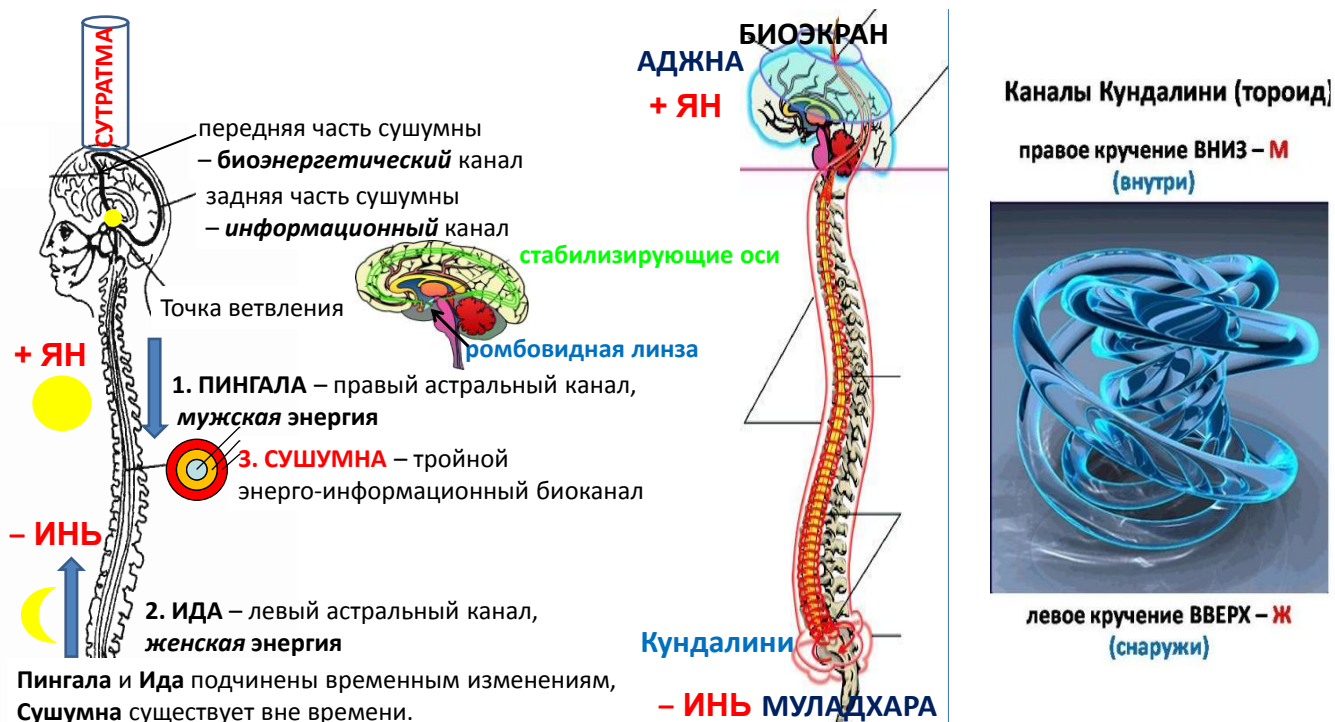 СУТРАТМА
передняя часть сушумны
– биоэнергетический канал
задняя часть сушумны
– информационный канал
стабилизирующие оси
Точка ветвления
ромбовидная линза
+ ЯН
1. ПИНГАЛА – правый астральный канал,
мужская энергия
3. СУШУМНА – тройной
энерго-информационный биоканал
– ИНЬ
2. ИДА – левый астральный канал,
женская энергия
Пингала и Ида подчинены временным изменениям,
Сушумна существует вне времени.
БИОЭКРАН
АДЖНА
+ ЯН
Кундалини
– ИНЬ МУЛАДХАРА
Каналы Кундалини (тороид)
правое кручение ВНИЗ – М
(внутри)
левое кручение ВВЕРХ – Ж
(снаружи)